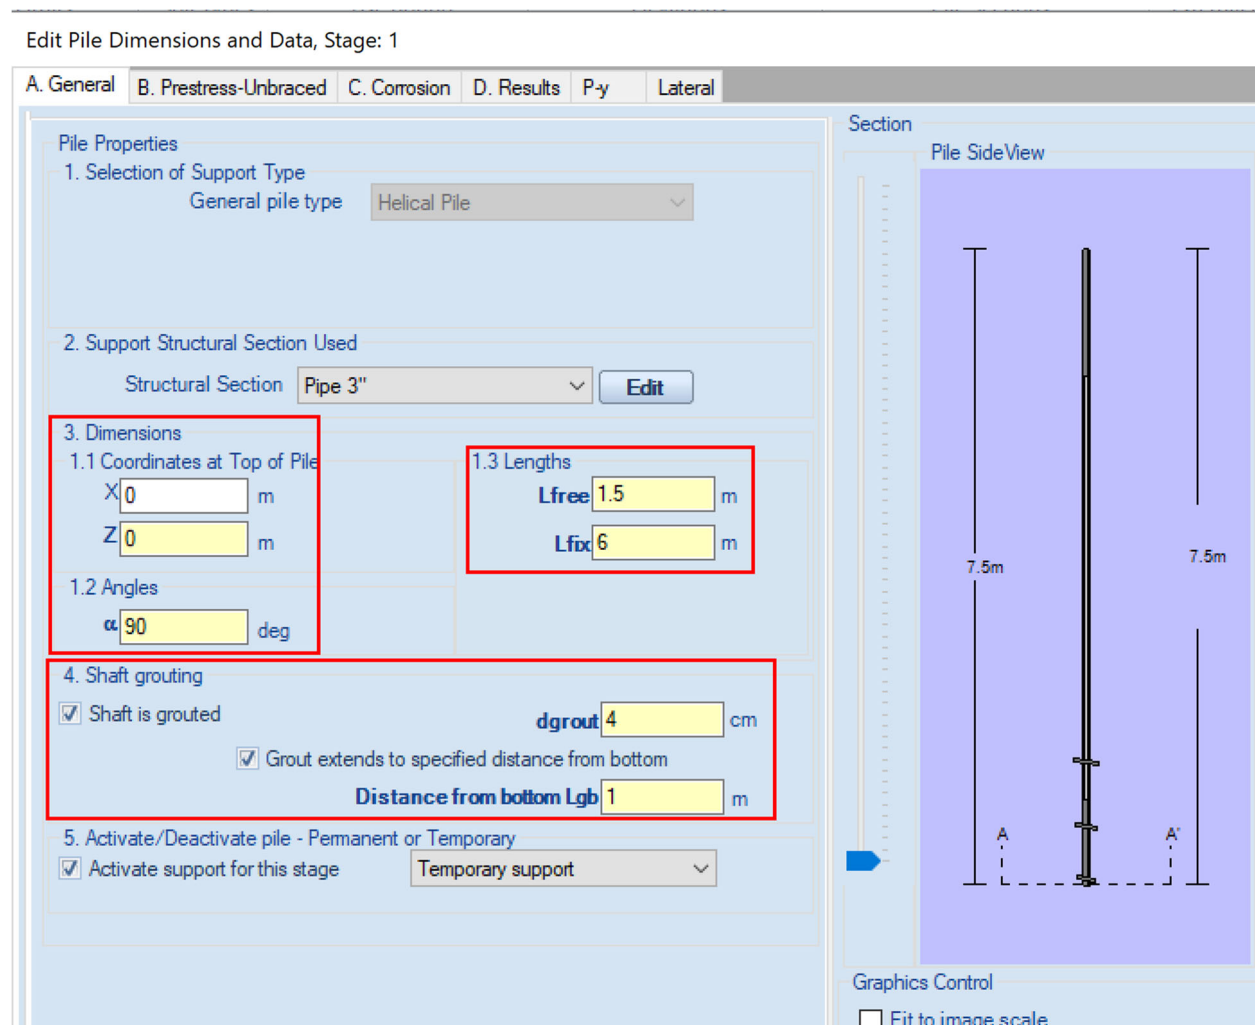 Edit Pile Dimensions and Data, Stage: 1
A. General B. Prestress-Unbraced C. Corrosion D. Results P-y Lateral
Pile Properties
1. Selection of Support Type
General pile type Helical Pile
2. Support Structural Section Used
Structural Section Pipe 3" Edit
3. Dimensions
1.1 Coordinates at Top of Pile
X 0 m
Z 0 m
1.2 Angles
α 90 deg
1.3 Lengths
Lfree 1.5 m
Lfix 6 m
4. Shaft grouting
Shaft is grouted
dgrout 4 cm
Grout extends to specified distance from bottom
Distance from bottom Lgb 1 m
5. Activate/Deactivate pile - Permanent or Temporary
Activate support for this stage Temporary support
Section
Pile SideView
7.5m 7.5m
A A'
Graphics Control
Fit to image scale